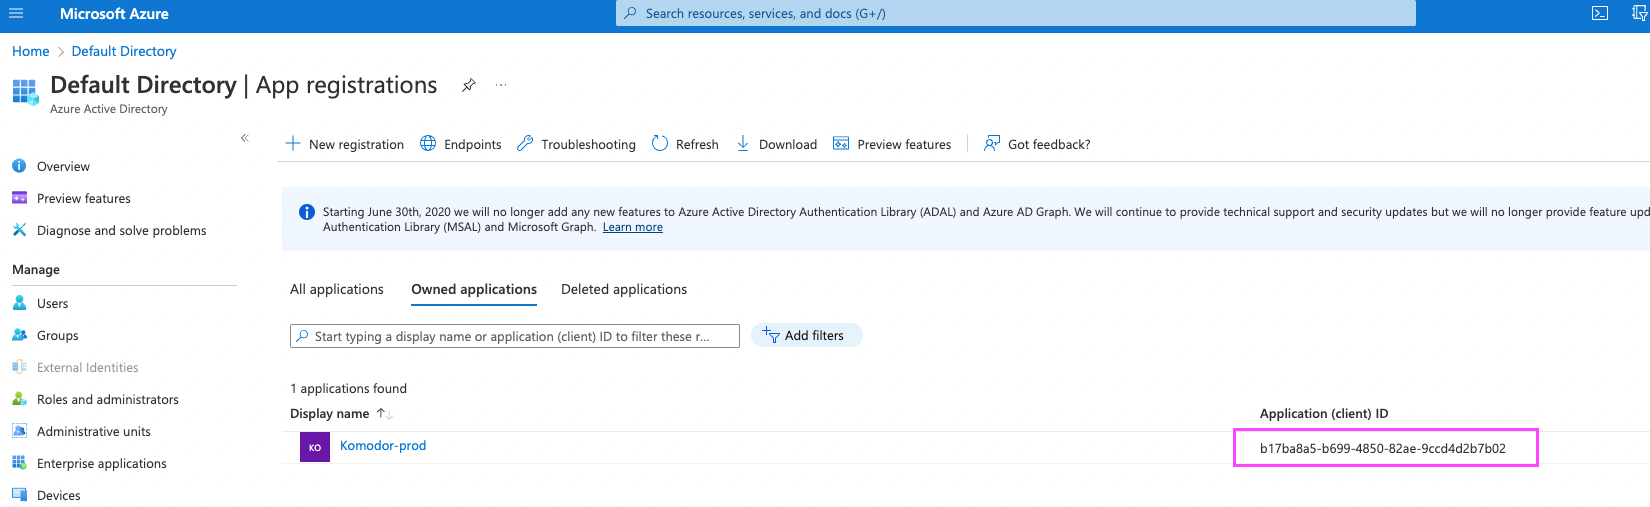 Microsoft Azure
Search resources, services, and docs (G+/)
Home > Default Directory
Default Directory | App registrations
Azure Active Directory
Overview
Preview features
Diagnose and solve problems
Manage
Users
Groups
External Identities
Roles and administrators
Administrative units
Enterprise applications
Devices
New registration Endpoints Troubleshooting Refresh Download Preview features Got feedback?
Starting June 30th, 2020 we will no longer add any new features to Azure Active Directory Authentication Library (ADAL) and Azure AD Graph. We will continue to provide technical support and security updates but we will no longer provide feature upd
Authentication Library (MSAL) and Microsoft Graph. Learn more
All applications Owned applications Deleted applications
Start typing a display name or application (client) ID to filter these r... Add filters
1 applications found
Display name Application (client) ID
KO Komodor-prod b17ba8a5-b699-4850-82ae-9ccd4d2b7b02